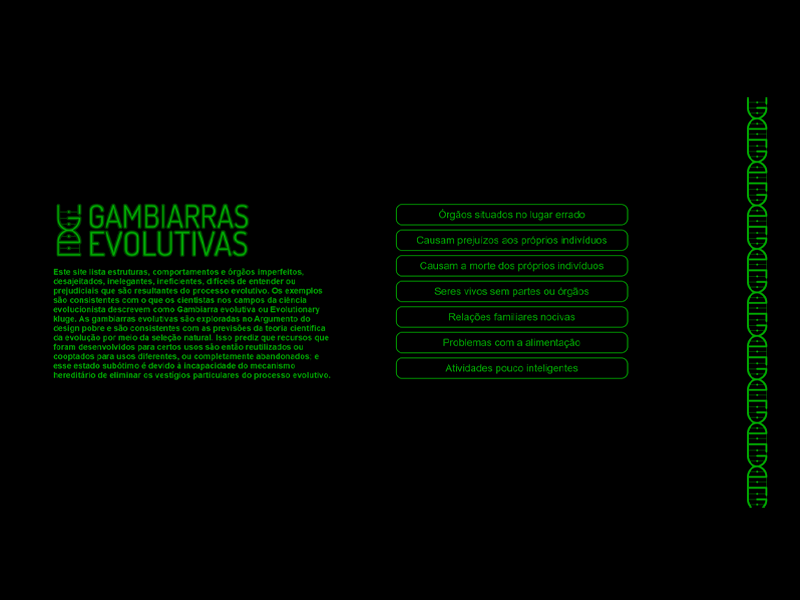 GAMBIARRAS
EVOLUTIVAS
Este site lista estruturas, comportamentos e órgãos imperfeitos,
desajeitados, inelegantes, ineficientes, difíceis de entender ou
prejudiciais que são resultantes do processo evolutivo. Os exemplos
são consistentes com o que os cientistas nos campos da ciência
evolucionista descrevem como Gambiarra evolutiva ou Evolutionary
kluge. As gambiarras evolutivas são exploradas no Argumento do
design pobre e são consistentes com as previsões da teoria científica
da evolução por meio da seleção natural. Isso prediz que recursos que
foram desenvolvidos para certos usos são então reutilizados ou
cooptados para usos diferentes, ou completamente abandonados; e
esse estado subótimo é devido à incapacidade do mecanismo
hereditário de eliminar os vestígios particulares do processo evolutivo.
Órgãos situados no lugar errado
Causam prejuízos aos próprios indivíduos
Causam a morte dos próprios indivíduos
Seres vivos sem partes ou órgãos
Relações familiares nocivas
Problemas com a alimentação
Atividades pouco inteligentes